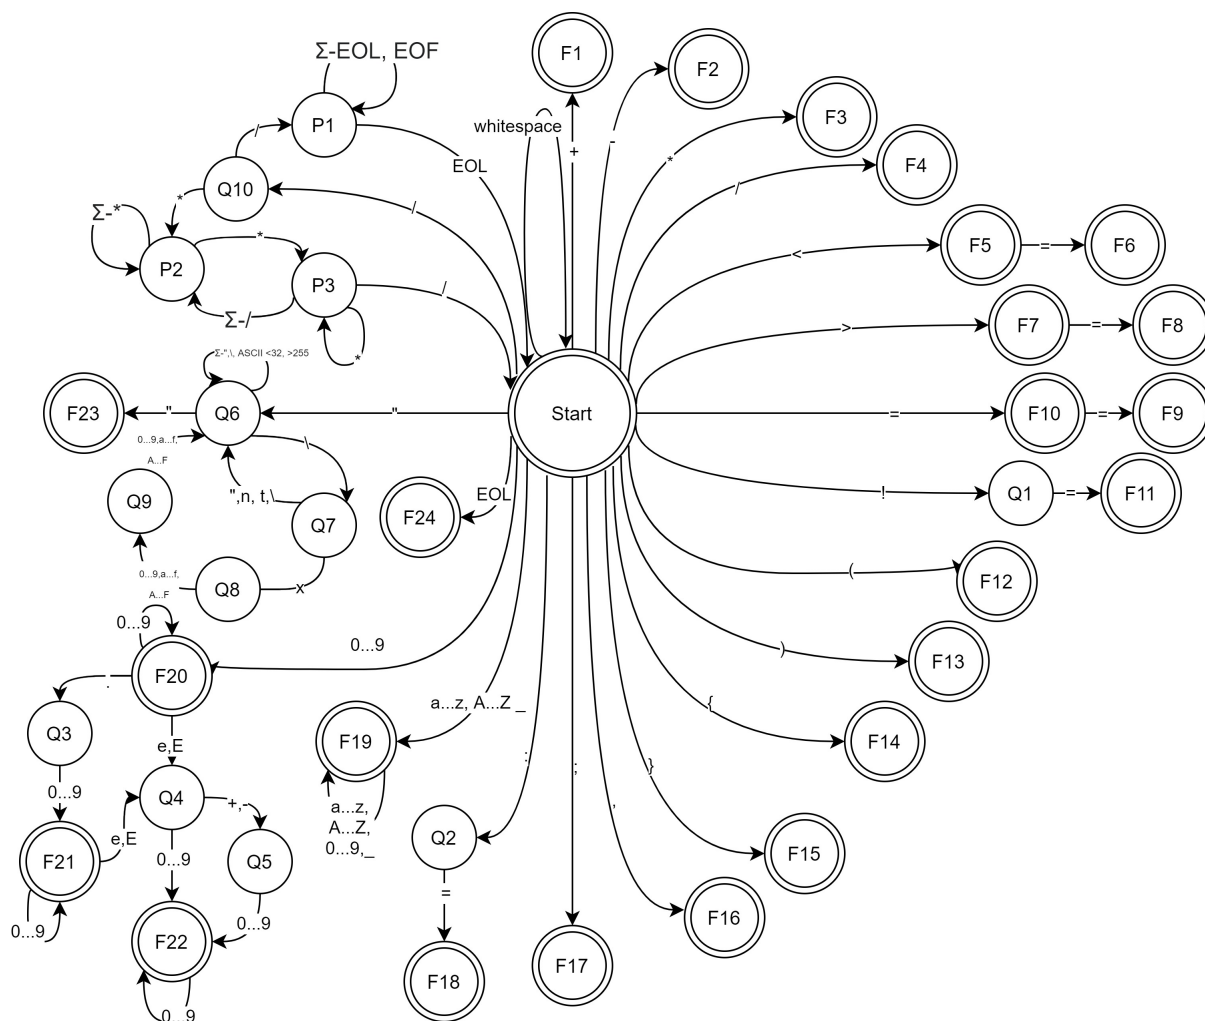 F1
F2
Σ-EOL, EOF
P1
F3
whitespace
+
-
/
*
EOL
F4
Q10
*
/
/
Σ-*
*
P2
P3
<
F5
=
F6
/
Σ-/
>
F7
=
F8
*
Σ-",\, ASCII <32, >255
F23
"
Q6
"
Start
=
F10
=
F9
0...9,a...f,
A...F
\
Q9
",n, t,\
EOL
!
Q1
=
F11
F24
Q7
0...9,a...f,
A...F
Q8
x
(
F12
0...9
0...9
)
F13
F20
.
a...z, A...Z _
{
Q3
e,E
F19
F14
:
;
}
0...9
Q4
+,-
a...z,
A...Z,
0...9,_
,
e,E
Q2
F21
0...9
Q5
F15
=
0...9
0...9
F16
F22
F18
F17
0...9